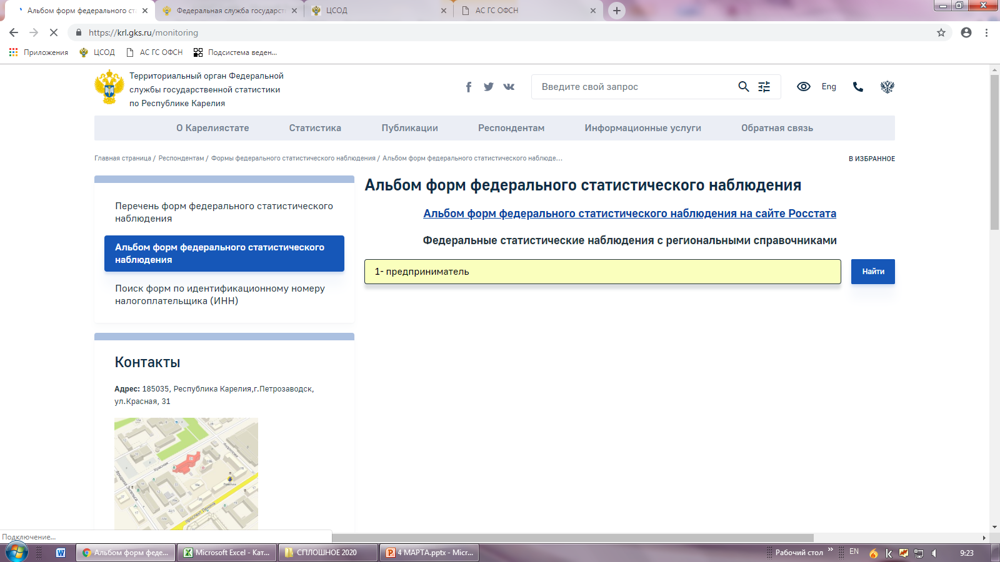 Альбом форм федерального ста
Федеральная служба государст
ЦСОД
АС ГС ОФСН
https://krl.gks.ru/monitoring
Приложения
ЦСОД
АС ГС ОФСН
Подсистема веден...
Территориальный орган Федеральной
службы государственной статистики
по Республике Карелия
Введите свой запрос
Eng
О Карелиястате
Статистика
Публикации
Респондентам
Информационные услуги
Обратная связь
Главная страница / Респондентам / Формы федерального статистического наблюдения / Альбом форм федерального статистического наблюде...
В ИЗБРАННОЕ
Перечень форм федерального статистического
наблюдения
Альбом форм федерального статистического
наблюдения
Поиск форм по идентификационному номеру
налогоплательщика (ИНН)
Альбом форм федерального статистического наблюдения
Альбом форм федерального статистического наблюдения на сайте Росстата
Федеральные статистические наблюдения с региональными справочниками
1- предприниматель
Найти
Контакты
Адрес: 185035, Республика Карелия,г.Петрозаводск,
ул.Красная, 31
проспект Ленина
Подключение...
Альбом форм феде...
Microsoft Excel - Кат...
СПЛОШНОЕ 2020
4 МАРТА.pptx - Micr...
Рабочий стол
EN
9:23